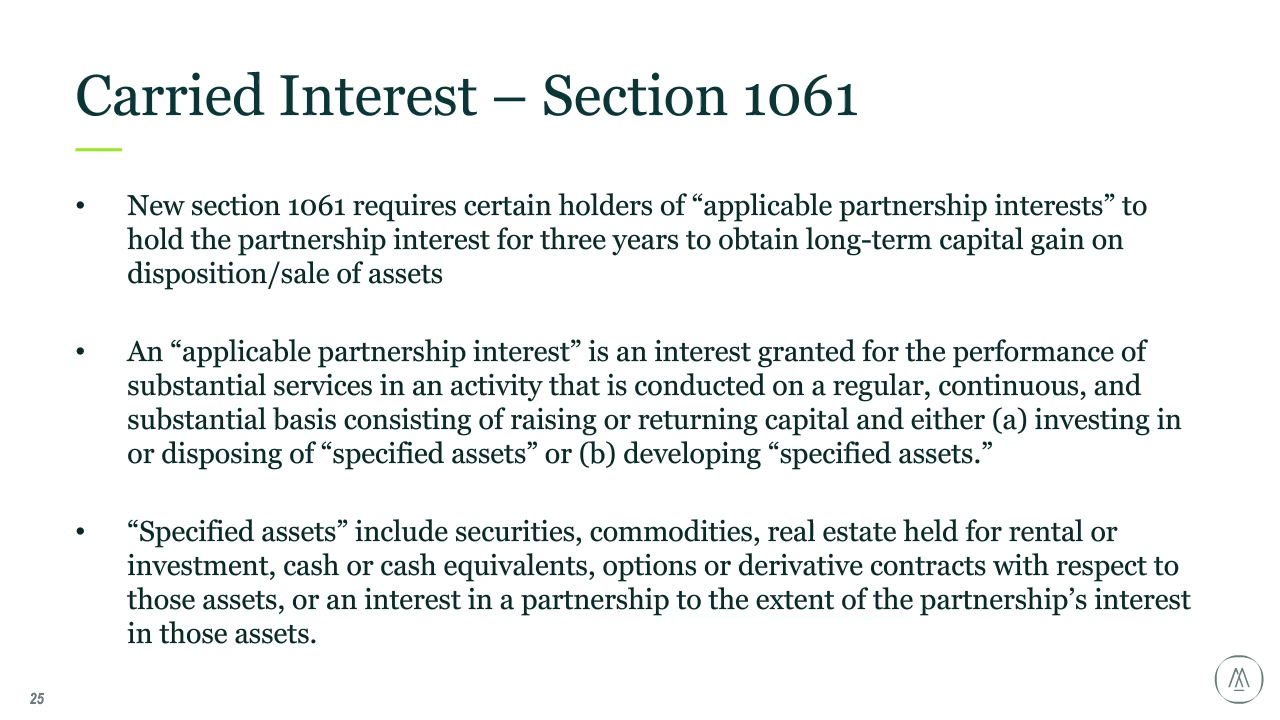 Carried Interest – Section 1061
• New section 1061 requires certain holders of “applicable partnership interests” to
hold the partnership interest for three years to obtain long-term capital gain on
disposition/sale of assets
• An “applicable partnership interest” is an interest granted for the performance of
substantial services in an activity that is conducted on a regular, continuous, and
substantial basis consisting of raising or returning capital and either (a) investing in
or disposing of “specified assets” or (b) developing “specified assets.”
• “Specified assets” include securities, commodities, real estate held for rental or
investment, cash or cash equivalents, options or derivative contracts with respect to
those assets, or an interest in a partnership to the extent of the partnership’s interest
in those assets.
25